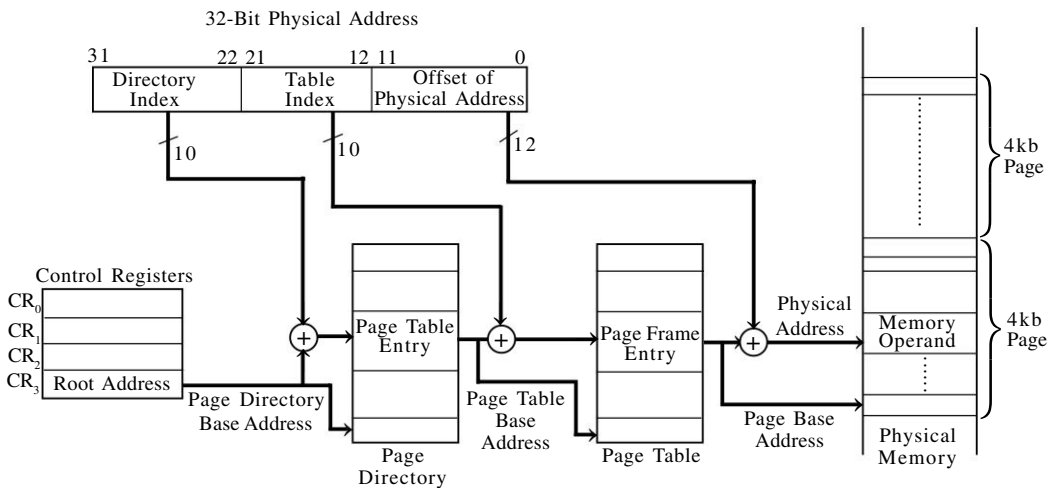 32-Bit Physical Address
31 22 21 12 11 0
Directory Index
Table Index
Offset of Physical Address
10
10
12
4kb Page
Control Registers
CR0
CR1
CR2
CR3
Root Address
Page Directory Base Address
+
Page Table Entry
Page Directory
+
Page Table Base Address
Page Frame Entry
Page Table
+
Physical Address
Page Base Address
Memory Operand
4kb Page
Physical Memory